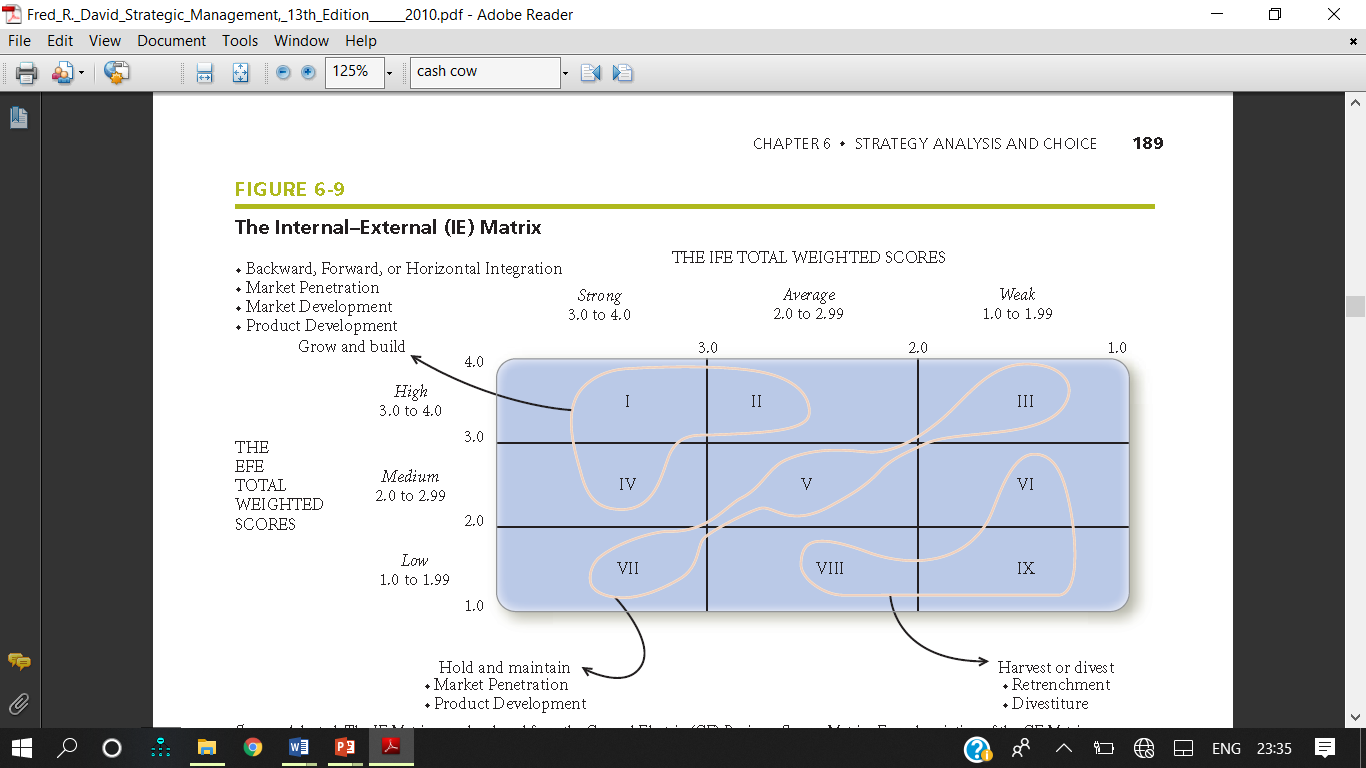 Fred_R._David_Strategic_Management,_13th_Edition_____2010.pdf - Adobe Reader
File Edit View Document Tools Window Help
125%
cash cow
CHAPTER 6 • STRATEGY ANALYSIS AND CHOICE 189
FIGURE 6-9
The Internal–External (IE) Matrix
THE IFE TOTAL WEIGHTED SCORES
• Backward, Forward, or Horizontal Integration
• Market Penetration
• Market Development
• Product Development
Grow and build
Strong
3.0 to 4.0
Average
2.0 to 2.99
Weak
1.0 to 1.99
3.0 2.0 1.0
4.0
High
3.0 to 4.0
I II III
3.0
THE
EFE
TOTAL
WEIGHTED
SCORES
Medium
2.0 to 2.99
IV V VI
2.0
Low
1.0 to 1.99
VII VIII IX
1.0
Hold and maintain
• Market Penetration
• Product Development
Harvest or divest
• Retrenchment
• Divestiture
ENG 23:35